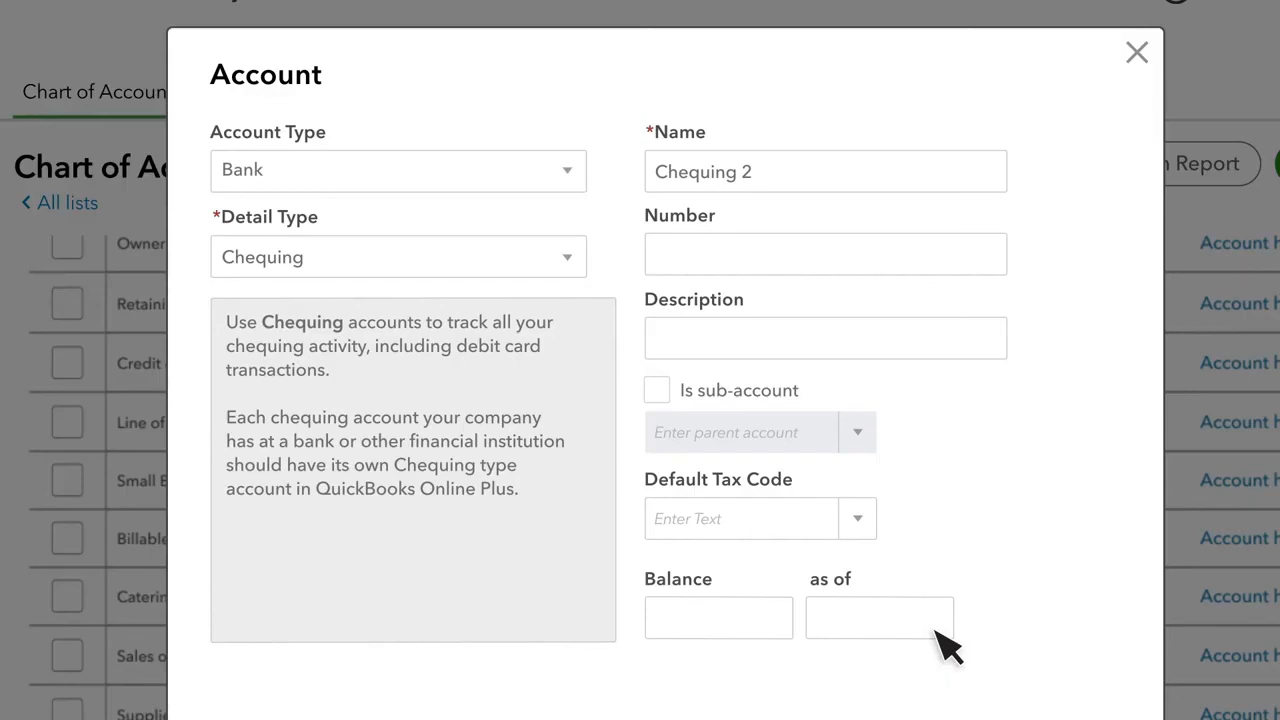 Account
Chart of Accoun
Account Type
*Name
Bank
Chequing 2
Chart of Ac
n Report
All lists
*Detail Type
Number
Chequing
Owner
Account h
Description
Retaini
Use Chequing accounts to track all your
chequing activity, including debit card
transactions.
Account h
Credit
Is sub-account
Account h
Each chequing account your company
has at a bank or other financial institution
should have its own Chequing type
account in QuickBooks Online Plus.
Line of
Enter parent account
Account h
Small B
Default Tax Code
Account h
Enter Text
Billable
Account h
Balance
as of
Caterin
Account h
Sales o
Account h
Supplie
Account h